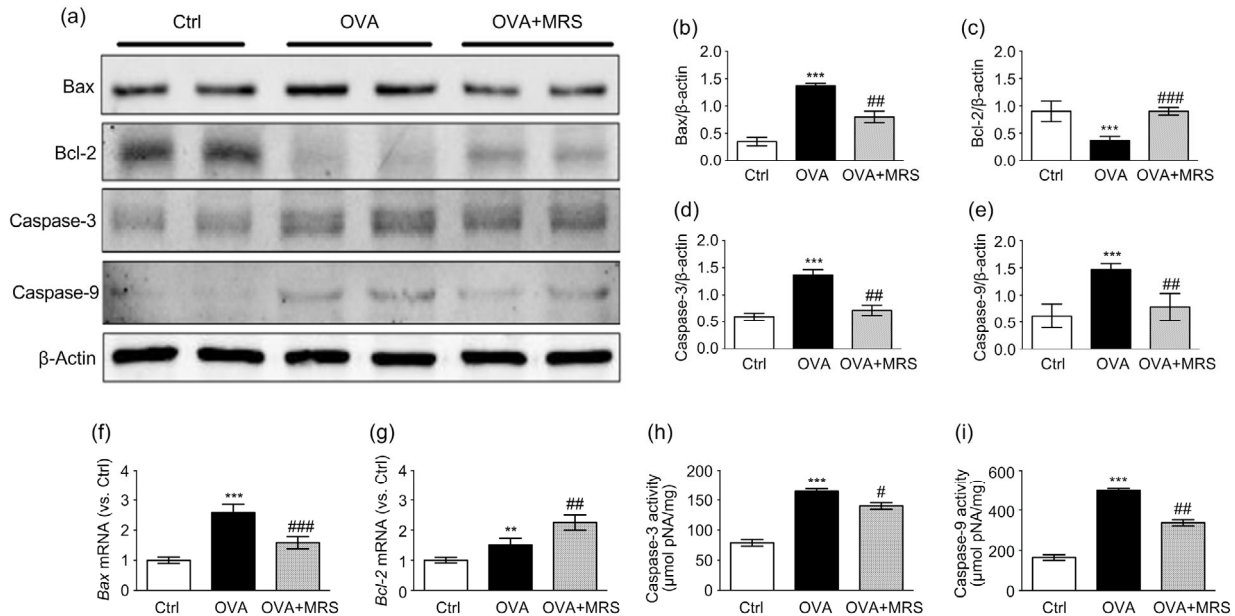 (a)
Ctrl OVA OVA+MRS
Bax
Bcl-2
Caspase-3
Caspase-9
β-Actin
(b)
Bax/β-actin
2.0
1.5
1.0
0.5
0.0
***
##
Ctrl OVA OVA+MRS
(c)
Bcl-2/β-actin
2.0
1.5
1.0
0.5
0.0
***
###
Ctrl OVA OVA+MRS
(d)
Caspase-3/β-actin
2.0
1.5
1.0
0.5
0.0
***
##
Ctrl OVA OVA+MRS
(e)
Caspase-9/β-actin
2.0
1.5
1.0
0.5
0.0
***
##
Ctrl OVA OVA+MRS
(f)
Bax mRNA (vs. Ctrl)
4
3
2
1
0
***
###
Ctrl OVA OVA+MRS
(g)
Bcl-2 mRNA (vs. Ctrl)
4
3
2
1
0
**
##
Ctrl OVA OVA+MRS
(h)
Caspase-3 activity
(μmol pNA/mg)
200
150
100
50
0
***
#
Ctrl OVA OVA+MRS
(i)
Caspase-9 activity
(μmol pNA/mg)
600
400
200
0
***
##
Ctrl OVA OVA+MRS